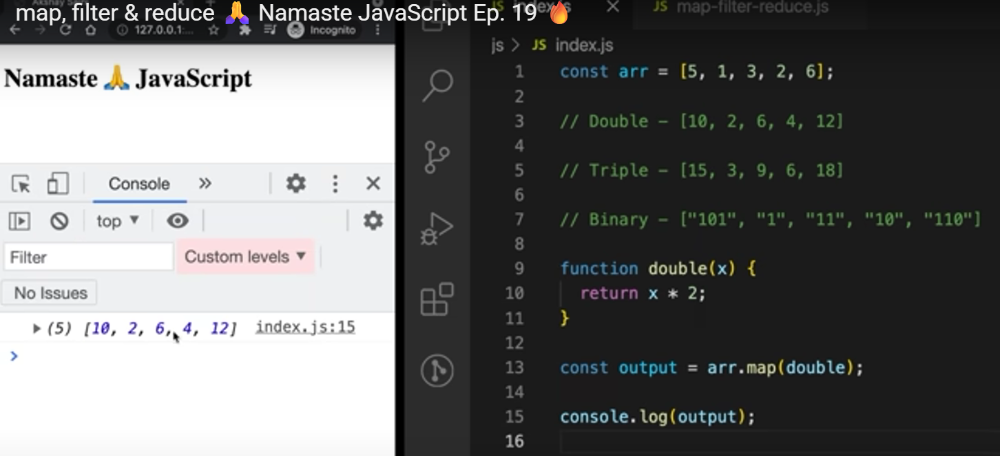 map, filter & reduce 🙏 Namaste JavaScript Ep. 19 🔥
JS index.js
JS map-filter-reduce.js
127.0.0.1:...
Incognito
js > JS index.js
Namaste 🙏 JavaScript
Console
top
Filter
Custom levels
No Issues
(5) [10, 2, 6, 4, 12] index.js:15
1 const arr = [5, 1, 3, 2, 6];
2
3 // Double – [10, 2, 6, 4, 12]
4
5 // Triple – [15, 3, 9, 6, 18]
6
7 // Binary – ["101", "1", "11", "10", "110"]
8
9 function double(x) {
10 return x * 2;
11 }
12
13 const output = arr.map(double);
14
15 console.log(output);
16